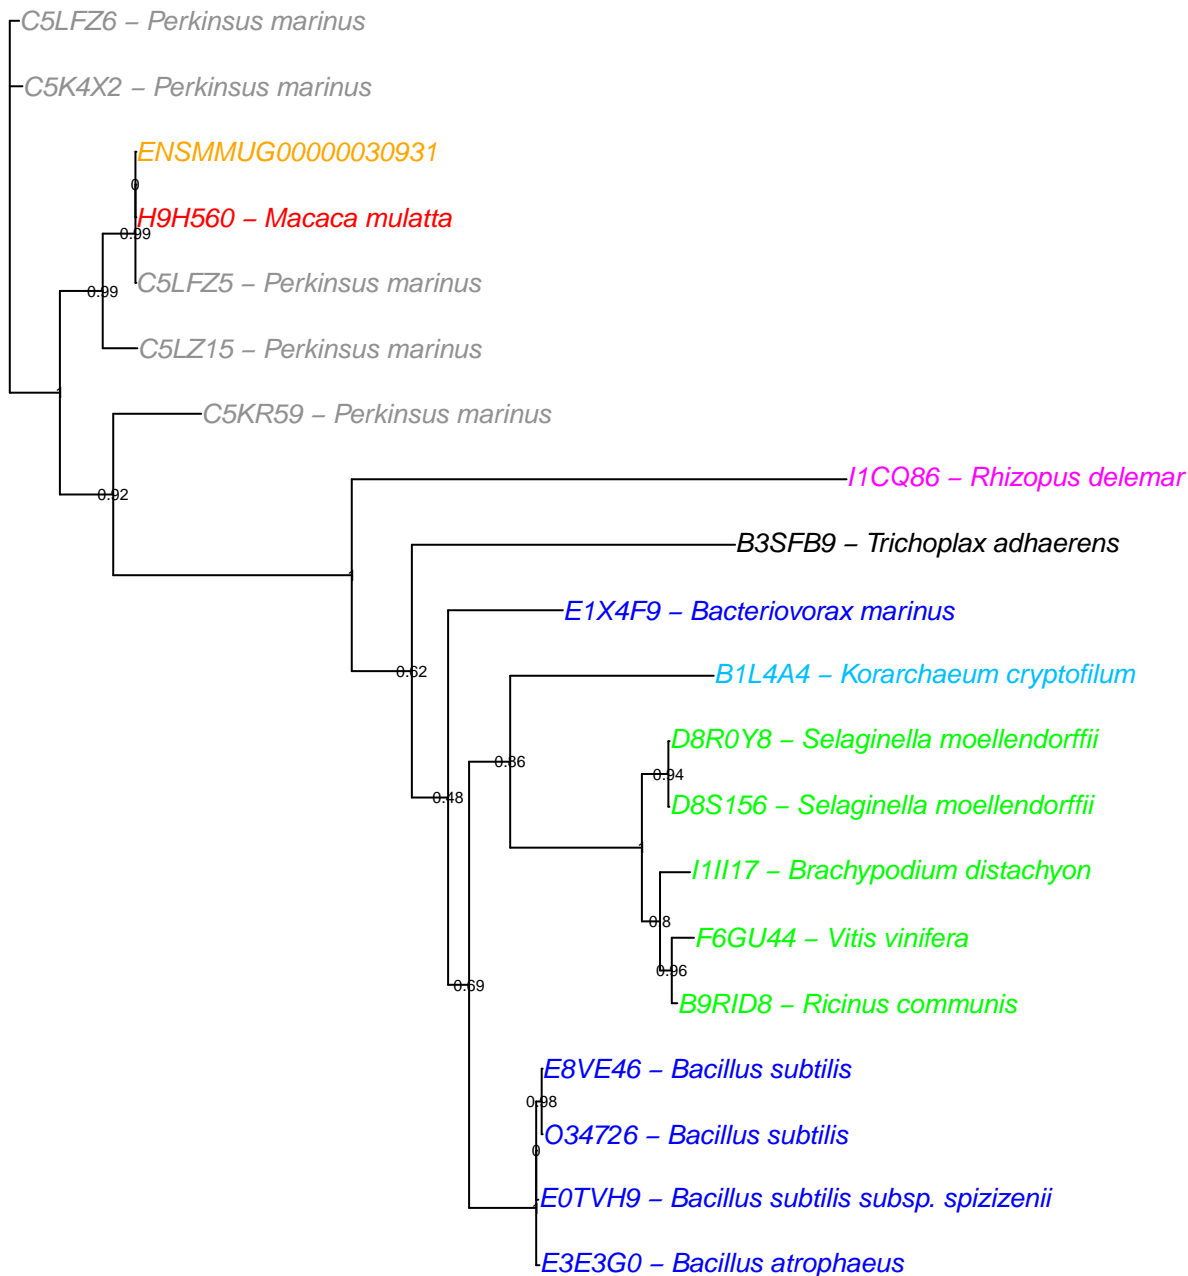 C5LFZ6 – Perkinsus marinus
C5K4X2 – Perkinsus marinus
ENSMMUG00000030931
0
H9H560 – Macaca mulatta
0.99
C5LFZ5 – Perkinsus marinus
0.99
C5LZ15 – Perkinsus marinus
1
C5KR59 – Perkinsus marinus
I1CQ86 – Rhizopus delemar
0.92
B3SFB9 – Trichoplax adhaerens
1
E1X4F9 – Bacteriovorax marinus
0.62
B1L4A4 – Korarchaeum cryptofilum
D8R0Y8 – Selaginella moellendorffii
0.86
0.94
0.48
D8S156 – Selaginella moellendorffii
1
I1II17 – Brachypodium distachyon
0.8
F6GU44 – Vitis vinifera
0.96
0.69
B9RID8 – Ricinus communis
E8VE46 – Bacillus subtilis
0.98
O34726 – Bacillus subtilis
0
E0TVH9 – Bacillus subtilis subsp. spizizenii
1
E3E3G0 – Bacillus atrophaeus